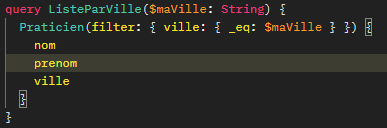 query ListeParVille($maVille: String) {
  Praticien(filter: { ville: { _eq: $maVille } }) {
    nom
    prenom
    ville
  }
}